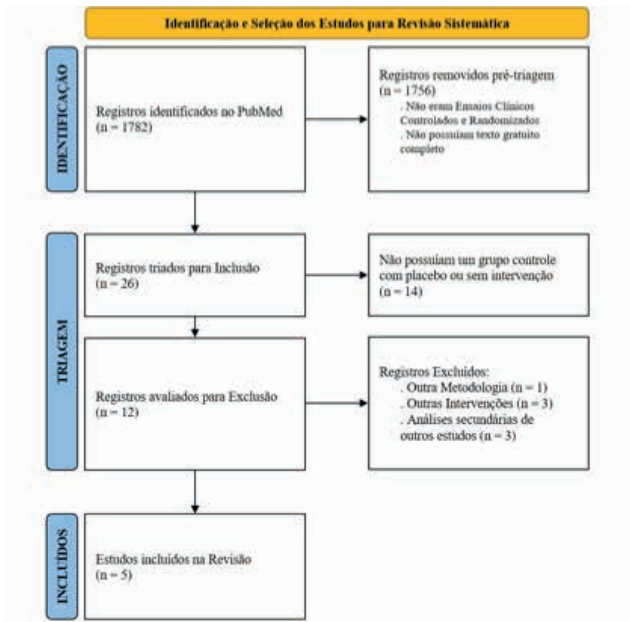 Identificação e Seleção dos Estudos para Revisão Sistemática
IDENTIFICAÇÃO
Registros identificados no PubMed
(n = 1782)
Registros removidos pré-triagem
(n = 1756)
. Não eram Ensaios Clínicos
Controlados e Randomizados
. Não possuíam texto gratuito
completo
TRIAGEM
Registros triados para Inclusão
(n = 26)
Não possuíam um grupo controle
com placebo ou sem intervenção
(n = 14)
Registros avaliados para Exclusão
(n = 12)
Registros Excluídos:
. Outra Metodologia (n = 1)
. Outras Intervenções (n = 3)
. Análises secundárias de
outros estudos (n = 3)
INCLUÍDOS
Estudos incluídos na Revisão
(n = 5)